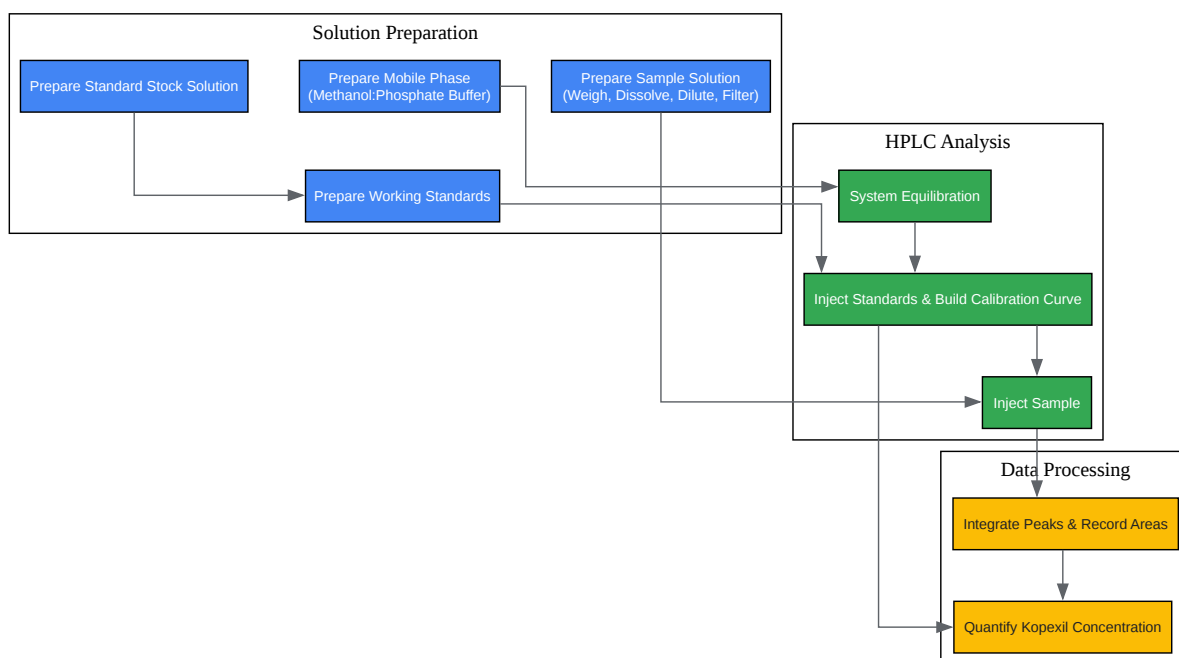 Solution Preparation
Prepare Standard Stock Solution
Prepare Mobile Phase
(Methanol:Phosphate Buffer)
Prepare Sample Solution
(Weigh, Dissolve, Dilute, Filter)
Prepare Working Standards
HPLC Analysis
System Equilibration
Inject Standards & Build Calibration Curve
Inject Sample
Data Processing
Integrate Peaks & Record Areas
Quantify Kopexil Concentration